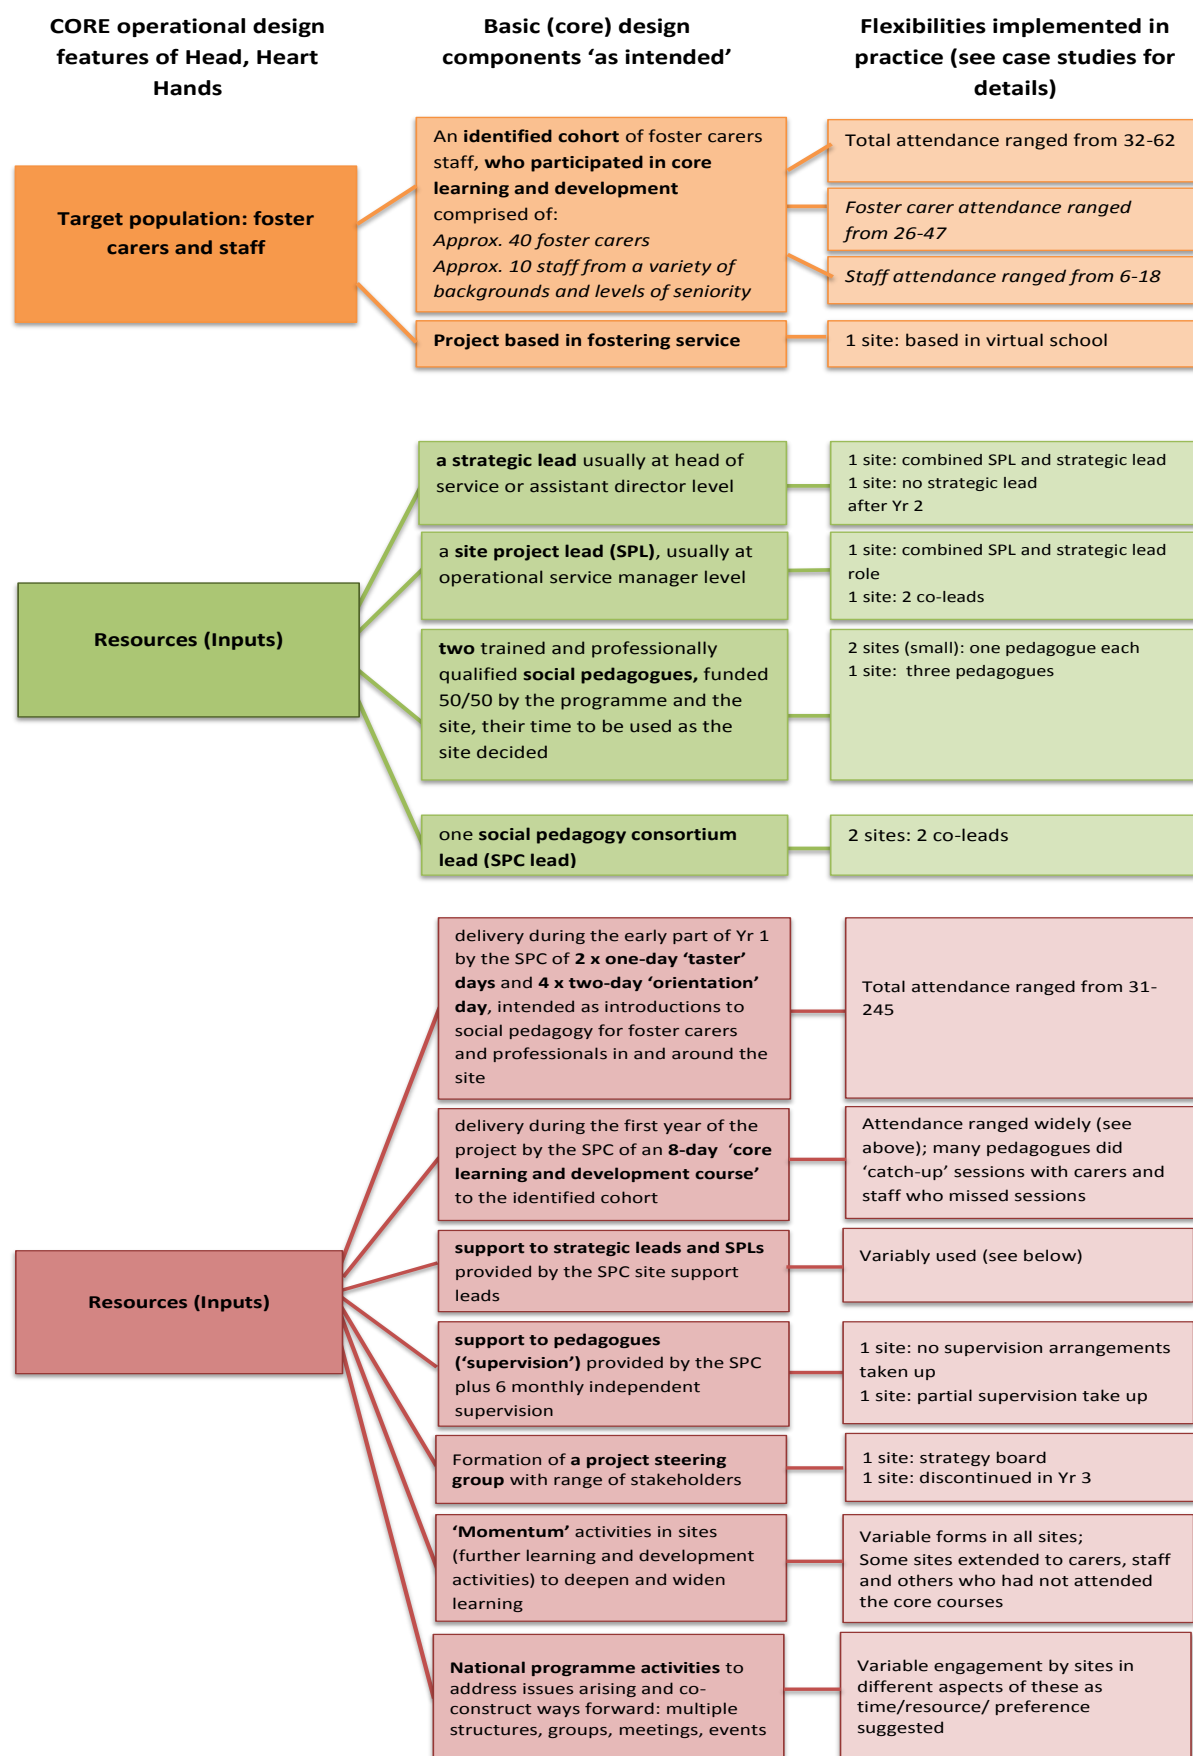 CORE operational design
features of Head, Heart
Hands
Basic (core) design
components ‘as intended’
Flexibilities implemented in
practice (see case studies for
details)
Target population: foster
carers and staff
An identified cohort of foster carers
staff, who participated in core
learning and development
comprised of:
Approx. 40 foster carers
Approx. 10 staff from a variety of
backgrounds and levels of seniority
Total attendance ranged from 32-62
Foster carer attendance ranged
from 26-47
Staff attendance ranged from 6-18
Project based in fostering service
1 site: based in virtual school
Resources (Inputs)
a strategic lead usually at head of
service or assistant director level
1 site: combined SPL and strategic lead
1 site: no strategic lead
after Yr 2
a site project lead (SPL), usually at
operational service manager level
1 site: combined SPL and strategic lead
role
1 site: 2 co-leads
two trained and professionally
qualified social pedagogues, funded
50/50 by the programme and the
site, their time to be used as the
site decided
2 sites (small): one pedagogue each
1 site: three pedagogues
one social pedagogy consortium
lead (SPC lead)
2 sites: 2 co-leads
Resources (Inputs)
delivery during the early part of Yr 1
by the SPC of 2 x one-day ‘taster’
days and 4 x two-day ‘orientation’
day, intended as introductions to
social pedagogy for foster carers
and professionals in and around the
site
Total attendance ranged from 31-
245
delivery during the first year of the
project by the SPC of an 8-day ‘core
learning and development course’
to the identified cohort
Attendance ranged widely (see
above); many pedagogues did
‘catch-up’ sessions with carers and
staff who missed sessions
support to strategic leads and SPLs
provided by the SPC site support
leads
Variably used (see below)
support to pedagogues
(‘supervision’) provided by the SPC
plus 6 monthly independent
supervision
1 site: no supervision arrangements
taken up
1 site: partial supervision take up
Formation of a project steering
group with range of stakeholders
1 site: strategy board
1 site: discontinued in Yr 3
‘Momentum’ activities in sites
(further learning and development
activities) to deepen and widen
learning
Variable forms in all sites;
Some sites extended to carers, staff
and others who had not attended
the core courses
National programme activities to
address issues arising and co-
construct ways forward: multiple
structures, groups, meetings, events
Variable engagement by sites in
different aspects of these as
time/resource/ preference
suggested